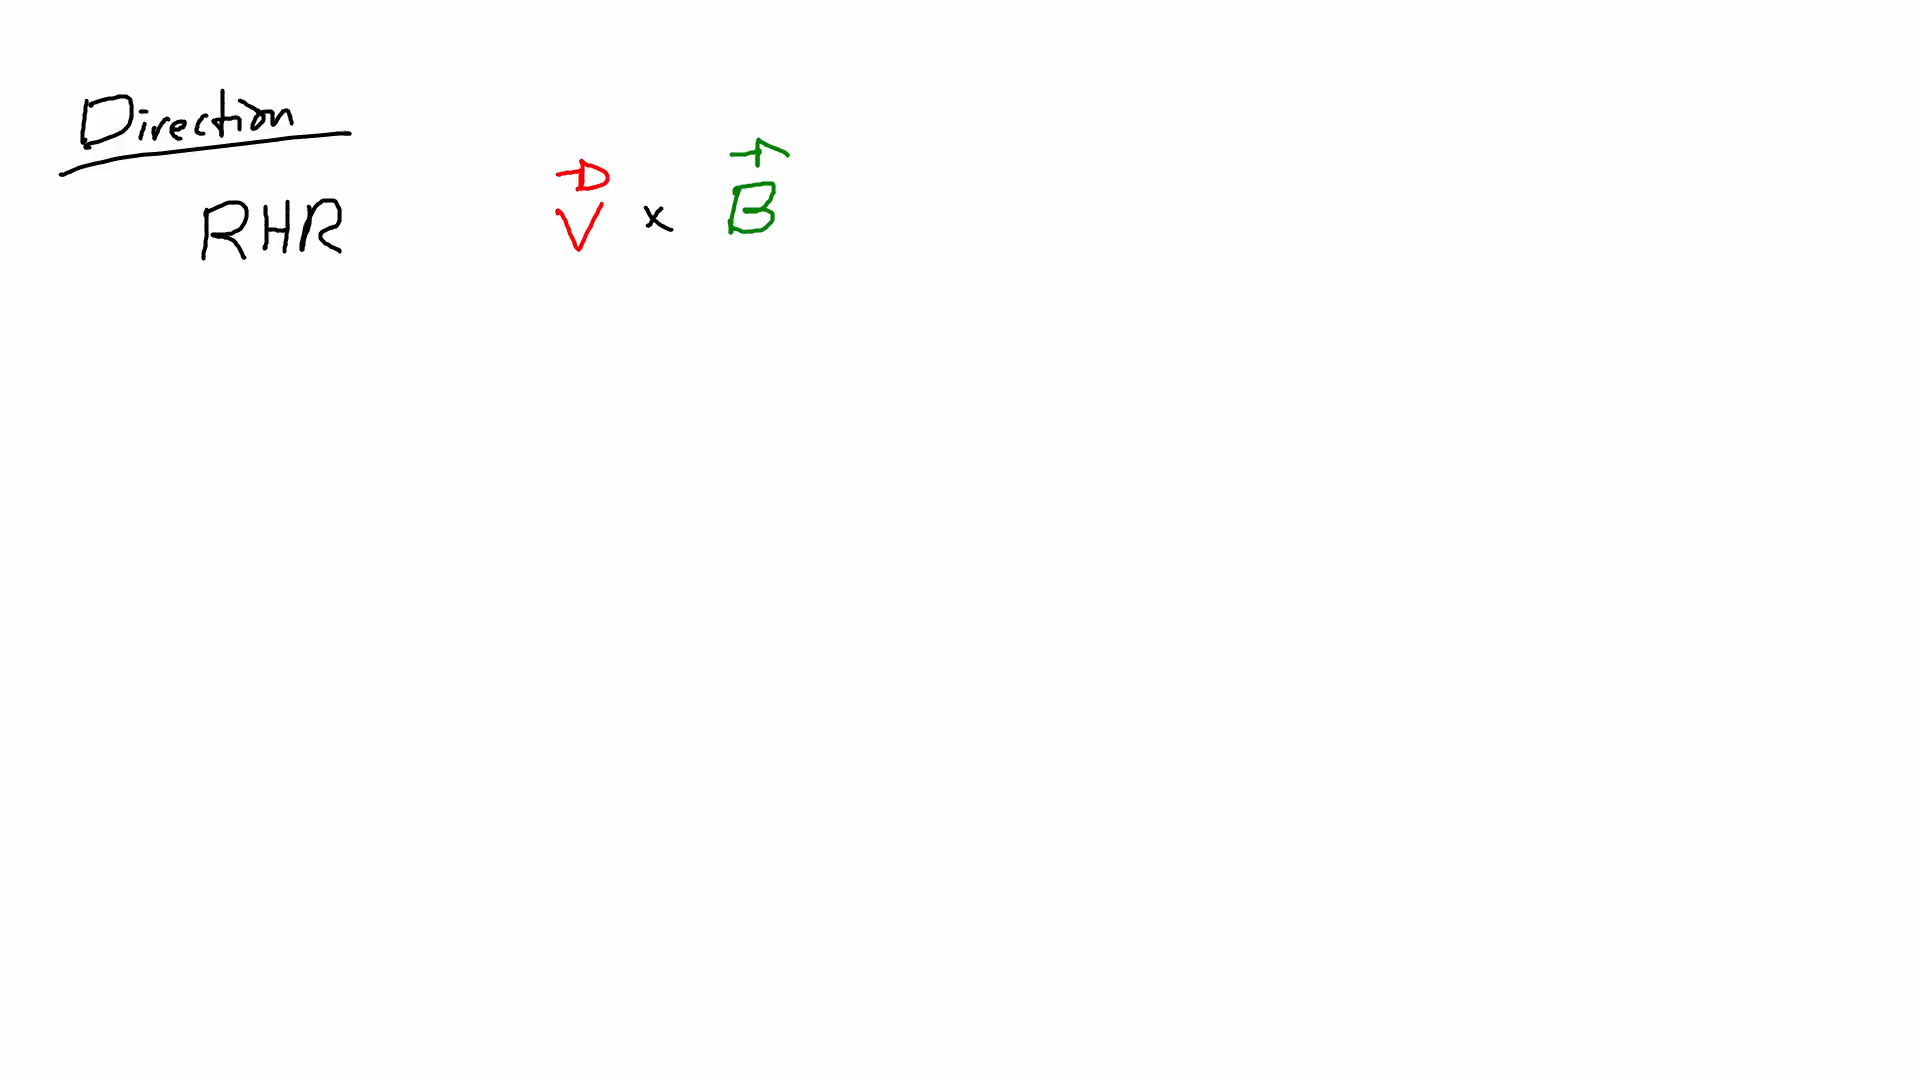 Direction
RHR V⃗ × B⃗